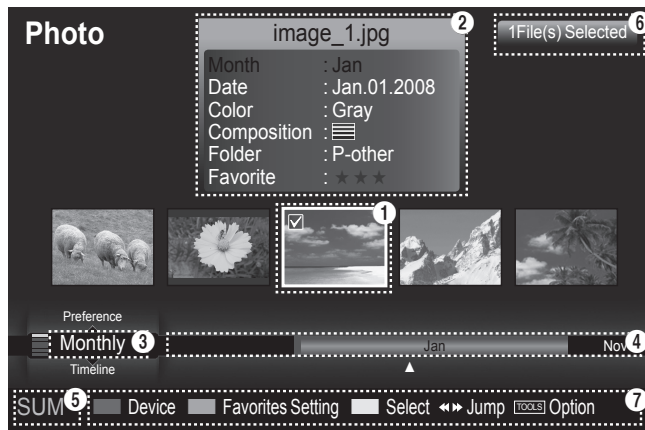 Photo
image_1.jpg
2
1File(s) Selected
6
Month : Jan
Date : Jan.01.2008
Color : Gray
Composition :
Folder : P-other
Favorite : ★ ★ ★
1
Preference
Monthly
3
Jan
Nov
4
Timeline
SUM
5
Device
Favorites Setting
Select
Jump
TOOLS
Option
7